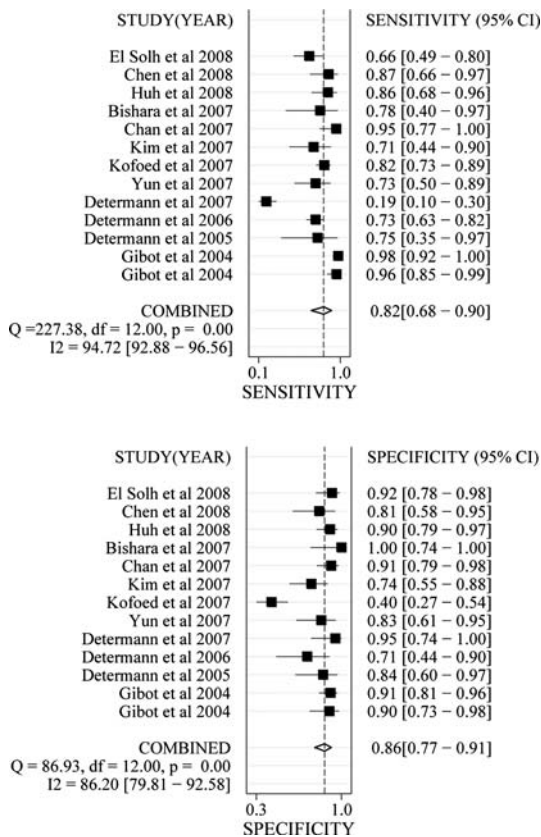 STUDY(YEAR) SENSITIVITY (95% CI)
El Solh et al 2008 0.66 [0.49 − 0.80]
Chen et al 2008 0.87 [0.66 − 0.97]
Huh et al 2008 0.86 [0.68 − 0.96]
Bishara et al 2007 0.78 [0.40 − 0.97]
Chan et al 2007 0.95 [0.77 − 1.00]
Kim et al 2007 0.71 [0.44 − 0.90]
Kofoed et al 2007 0.82 [0.73 − 0.89]
Yun et al 2007 0.73 [0.50 − 0.89]
Determann et al 2007 0.19 [0.10 − 0.30]
Determann et al 2006 0.73 [0.63 − 0.82]
Determann et al 2005 0.75 [0.35 − 0.97]
Gibot et al 2004 0.98 [0.92 − 1.00]
Gibot et al 2004 0.96 [0.85 − 0.99]
COMBINED 0.82[0.68 − 0.90]
Q =227.38, df = 12.00, p = 0.00
I2 = 94.72 [92.88 − 96.56]
0.1 1.0
SENSITIVITY
STUDY(YEAR) SPECIFICITY (95% CI)
El Solh et al 2008 0.92 [0.78 − 0.98]
Chen et al 2008 0.81 [0.58 − 0.95]
Huh et al 2008 0.90 [0.79 − 0.97]
Bishara et al 2007 1.00 [0.74 − 1.00]
Chan et al 2007 0.91 [0.79 − 0.98]
Kim et al 2007 0.74 [0.55 − 0.88]
Kofoed et al 2007 0.40 [0.27 − 0.54]
Yun et al 2007 0.83 [0.61 − 0.95]
Determann et al 2007 0.95 [0.74 − 1.00]
Determann et al 2006 0.71 [0.44 − 0.90]
Determann et al 2005 0.84 [0.60 − 0.97]
Gibot et al 2004 0.91 [0.81 − 0.96]
Gibot et al 2004 0.90 [0.73 − 0.98]
COMBINED 0.86[0.77 − 0.91]
Q = 86.93, df = 12.00, p = 0.00
I2 = 86.20 [79.81 − 92.58]
0.3 1.0
SPECIFICITY